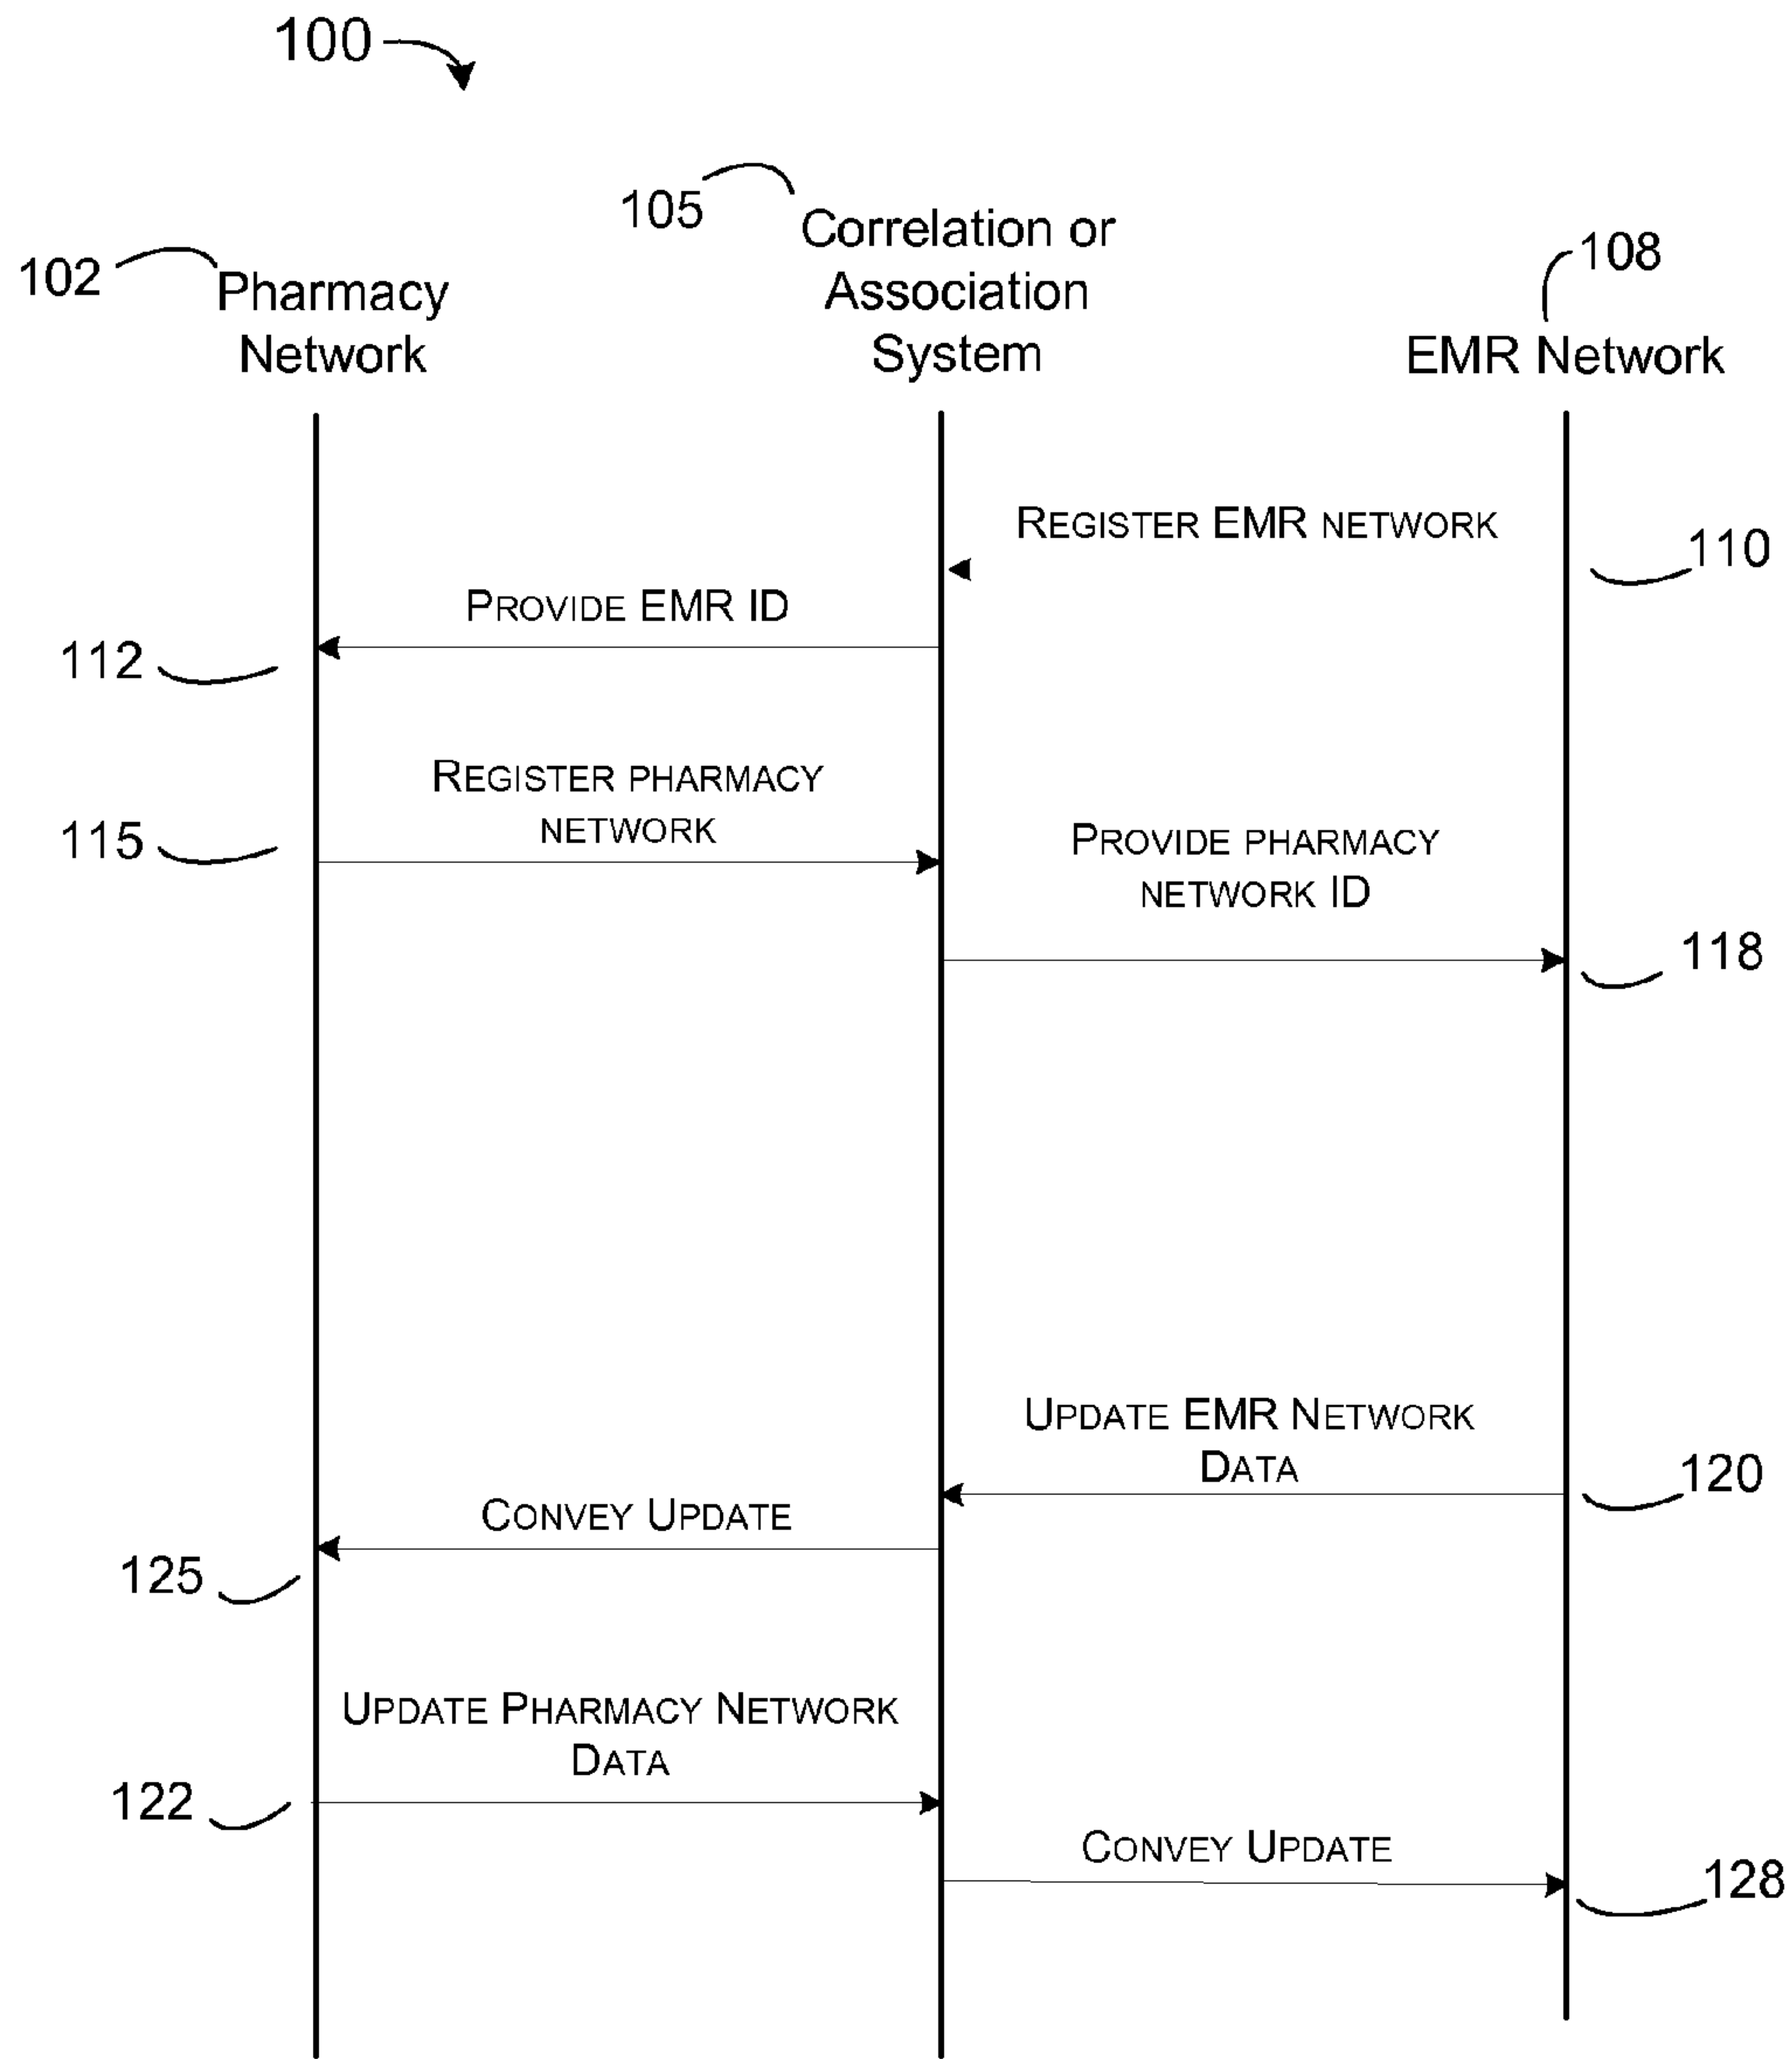 100
105
Correlation or
Association
System
102
Pharmacy
Network
108
EMR Network
REGISTER EMR NETWORK
110
PROVIDE EMR ID
112
REGISTER PHARMACY
NETWORK
115
PROVIDE PHARMACY
NETWORK ID
118
UPDATE EMR NETWORK
DATA
120
CONVEY UPDATE
125
UPDATE PHARMACY NETWORK
DATA
122
CONVEY UPDATE
128